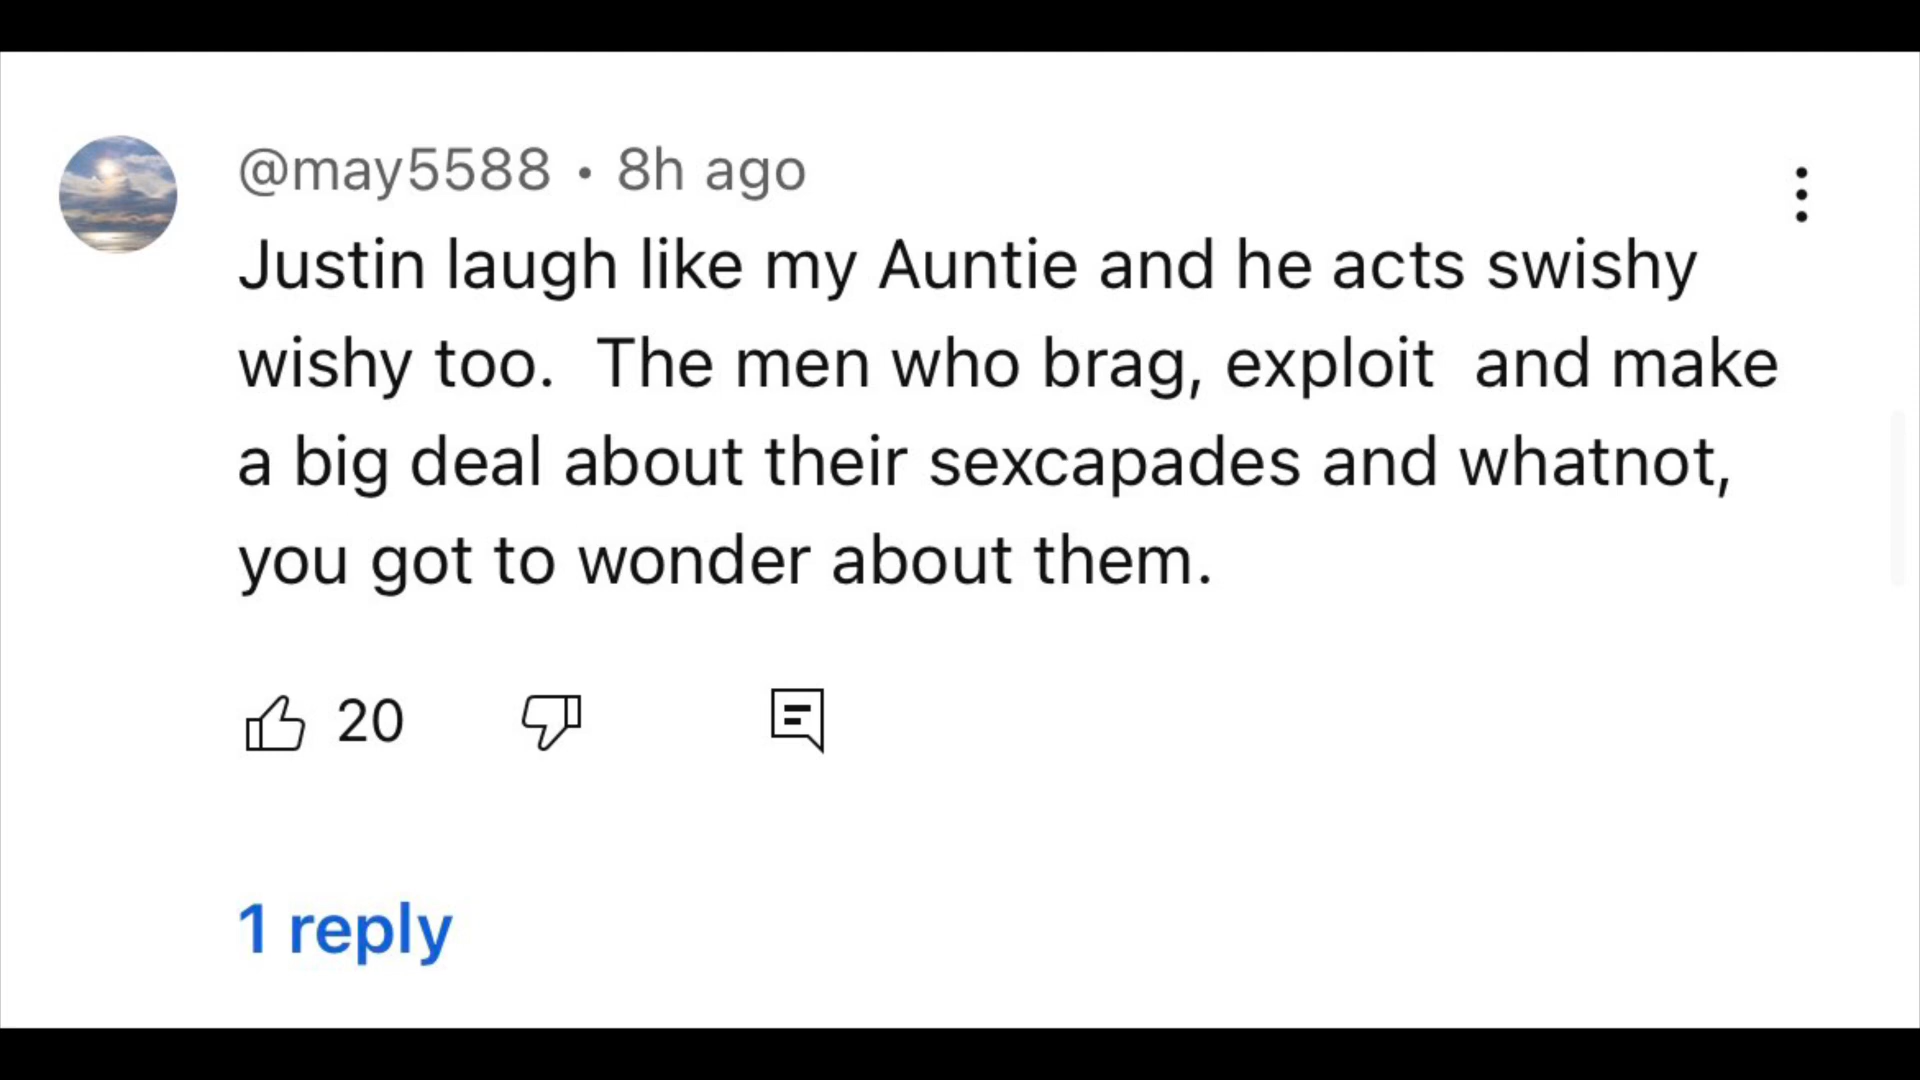 @may5588 • 8h ago
Justin laugh like my Auntie and he acts swishy
wishy too.  The men who brag, exploit  and make
a big deal about their sexcapades and whatnot,
you got to wonder about them.
20
1 reply